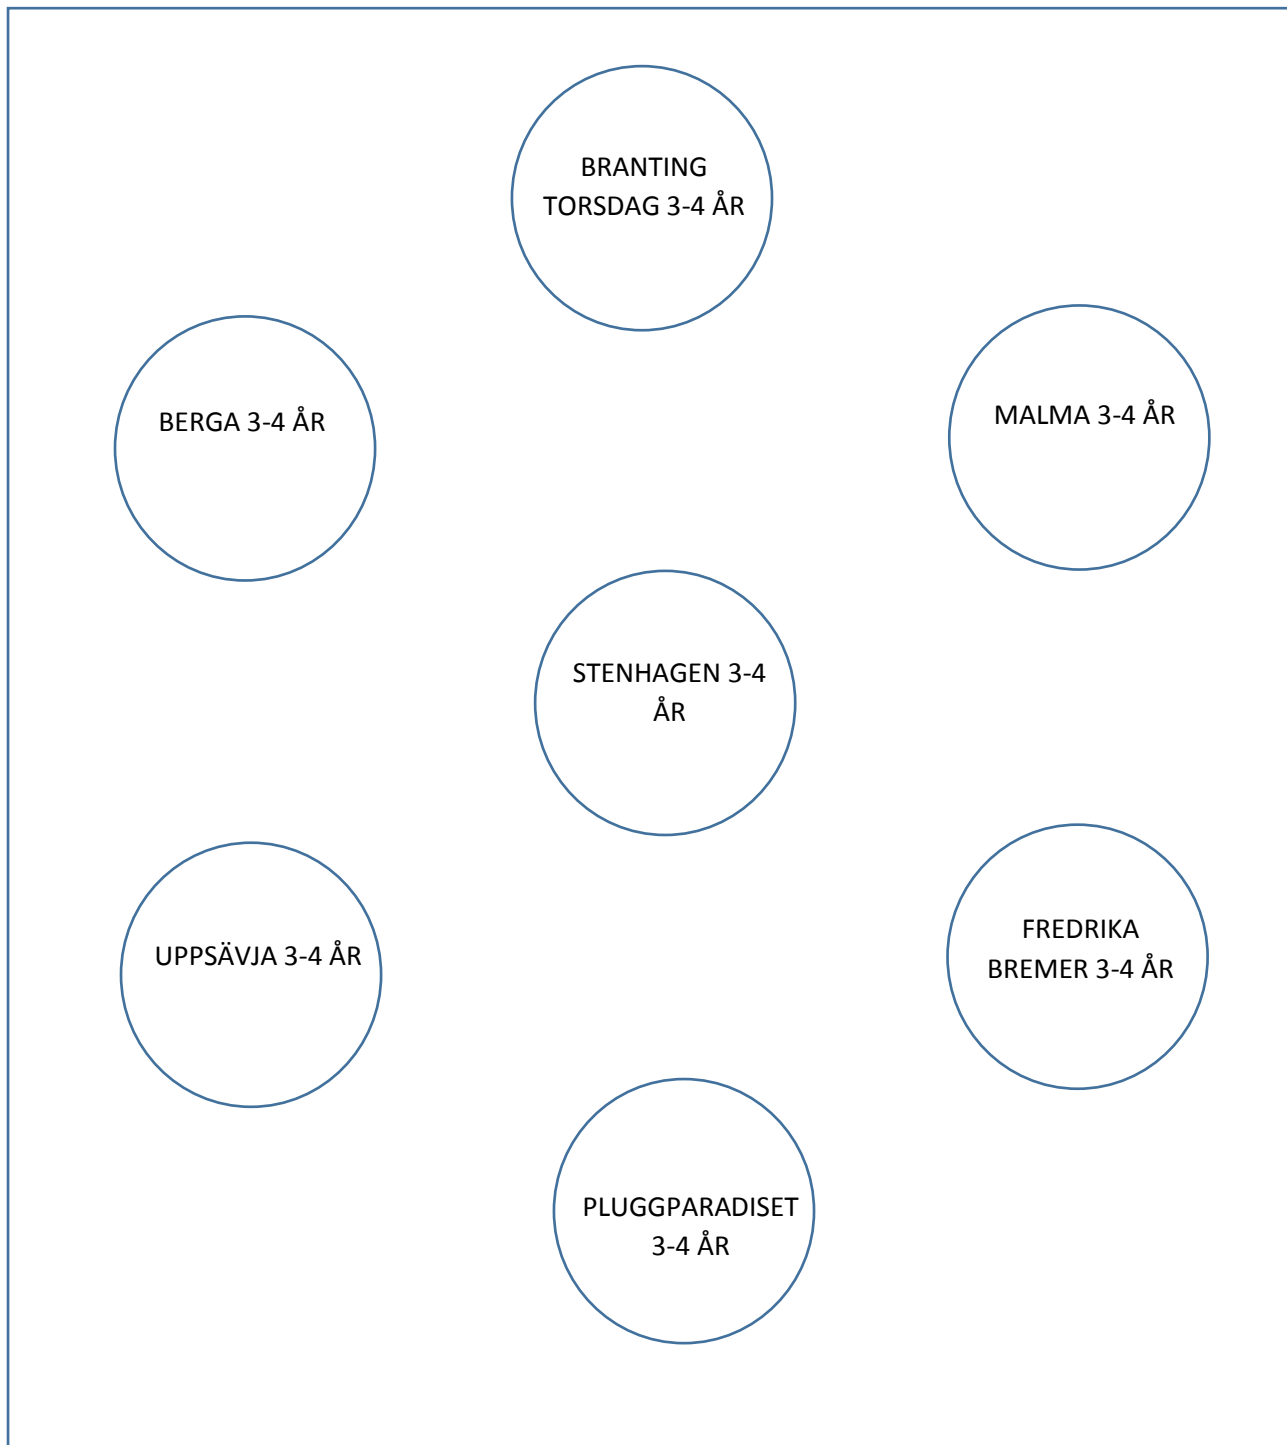 BRANTING
TORSDAG 3-4 ÅR
BERGA 3-4 ÅR
MALMA 3-4 ÅR
STENHAGEN 3-4
ÅR
UPPSÄVJA 3-4 ÅR
FREDRIKA
BREMER 3-4 ÅR
PLUGGPARADISET
3-4 ÅR